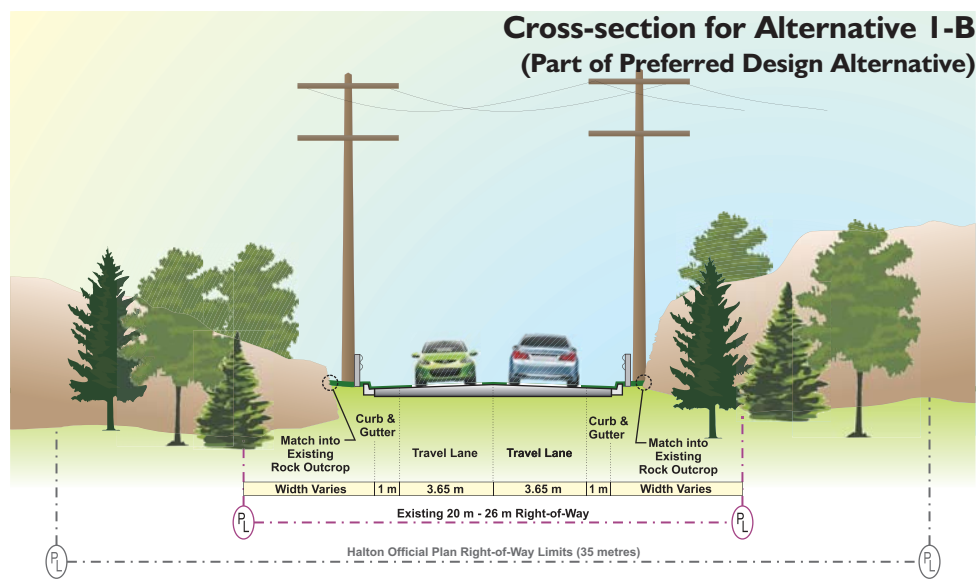 Cross-section for Alternative 1-B
(Part of Preferred Design Alternative)
Curb &
Gutter
Match into
Existing
Rock Outcrop
Travel Lane
Travel Lane
Curb &
Gutter
Match into
Existing
Rock Outcrop
Width Varies
1 m
3.65 m
3.65 m
1 m
Width Varies
Existing 20 m - 26 m Right-of-Way
PL
PL
Halton Official Plan Right-of-Way Limits (35 metres)
PL
PL